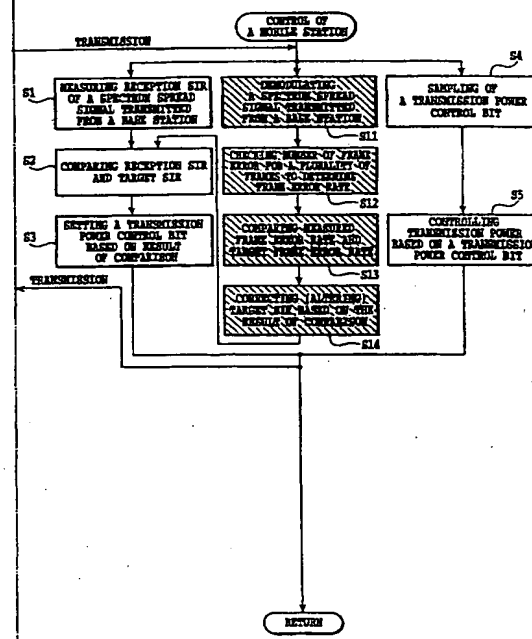 CONTROL OF
A MOBILE STATION
TRANSMISSION
S1
MEASURING RECEPTION SIR
OF A SPECTRUM SPREAD
SIGNAL TRANSMITTED
FROM A BASE STATION
DEMODULATING
A SPECTRUM SPREAD
SIGNAL TRANSMITTED
FROM A BASE STATION
S11
S4
SAMPLING OF
A TRANSMISSION POWER
CONTROL BIT
S2
COMPARING RECEPTION SIR
AND TARGET SIR
CHECKING NUMBER OF FRAME
ERROR FOR A PLORALITY OF
FRAMES TO DETERMINE
FRAME ERROR RATE
S12
S3
SETTING A TRANSMISSION
POWER CONTROL BIT
BASED ON RESULT
OF COMPARISON
COMPARING MEASURED
FRAME ERROR RATE AND
TARGET FRAME ERROR RATE
S13
S5
CONTROLLING
TRANSMISSION POWER
BASED ON A TRANSMISSION
POWER CONTROL BIT
TRANSMISSION
CORRECTING (ALTERING)
TARGET SIR BASED ON THE
RESULT OF COMPARISON
S14
RETURN